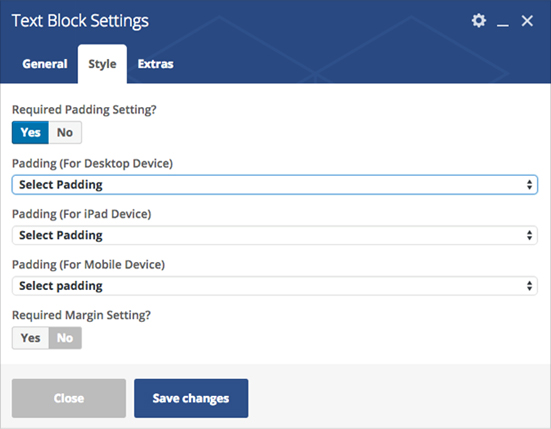 Text Block Settings
General Style Extras
Required Padding Setting?
Yes No
Padding (For Desktop Device)
Select Padding
Padding (For iPad Device)
Select Padding
Padding (For Mobile Device)
Select padding
Required Margin Setting?
Yes No
Close Save changes